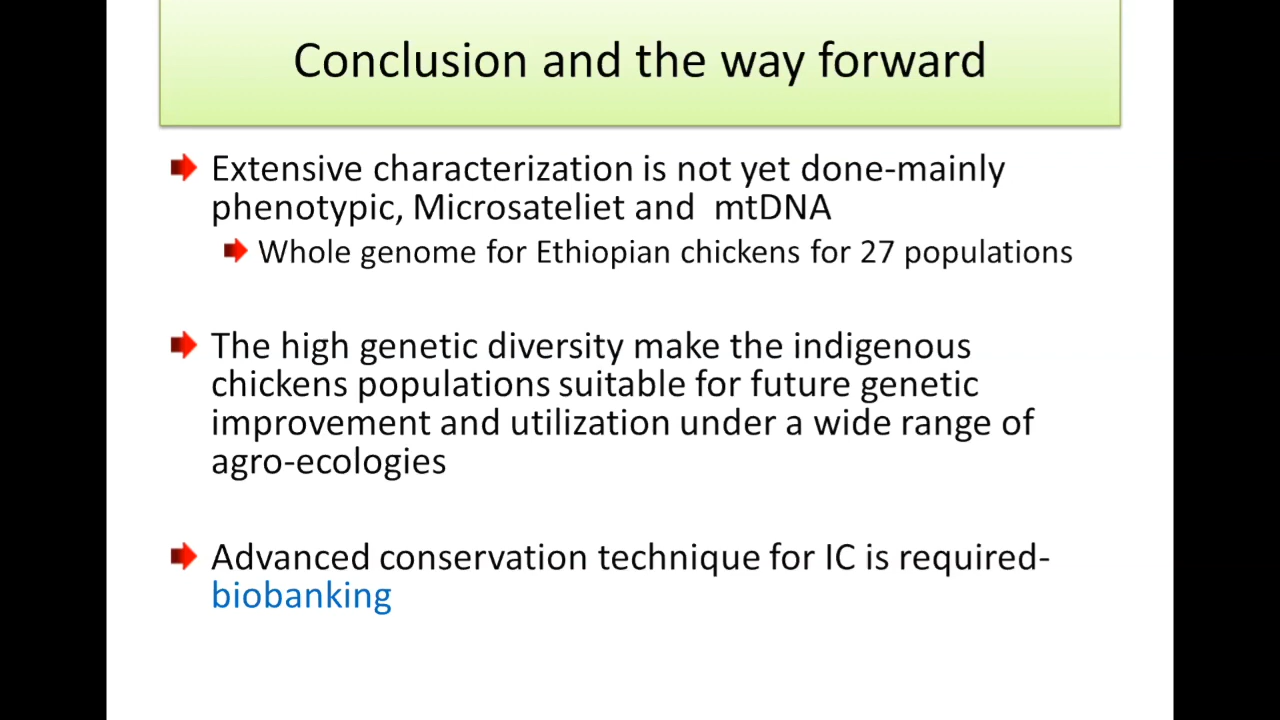 Conclusion and the way forward
Extensive characterization is not yet done-mainly
phenotypic, Microsateliet and mtDNA
Whole genome for Ethiopian chickens for 27 populations
The high genetic diversity make the indigenous
chickens populations suitable for future genetic
improvement and utilization under a wide range of
agro-ecologies
Advanced conservation technique for IC is required-
biobanking